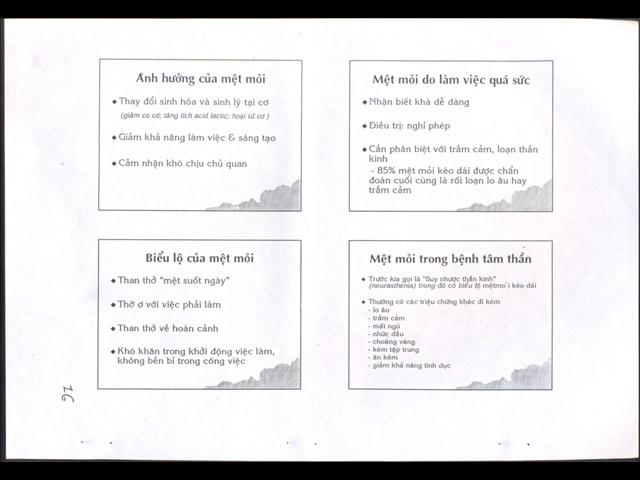 Ảnh hưởng của mệt mỏi
Thay đổi sinh hóa và sinh lý tại cơ
(giảm co cơ; tăng tích acid lactic; hoại tử cơ)
Giảm khả năng làm việc & sáng tạo
Cảm nhận khó chịu chủ quan
Mệt mỏi do làm việc quá sức
Nhận biết khá dễ dàng
Điều trị: nghỉ phép
Cần phân biệt với trầm cảm, loạn thần
kinh
- 85% mệt mỏi kéo dài được chẩn
đoán cuối cùng là rối loạn lo âu hay
trầm cảm
Biểu lộ của mệt mỏi
Than thở "mệt suốt ngày"
Thờ ơ với việc phải làm
Than thở về hoàn cảnh
Khó khăn trong khởi động việc làm,
không bền bỉ trong công việc
Mệt mỏi trong bệnh tâm thần
Trước kia gọi là "Suy nhược thần kinh"
(neurasthenia) trong đó có biểu lộ mệt mỏi kéo dài
Thường có các triệu chứng khác đi kèm
- lo âu
- trầm cảm
- mất ngủ
- nhức đầu
- choáng váng
- kém tập trung
- ăn kém
- giảm khả năng tình dục
16